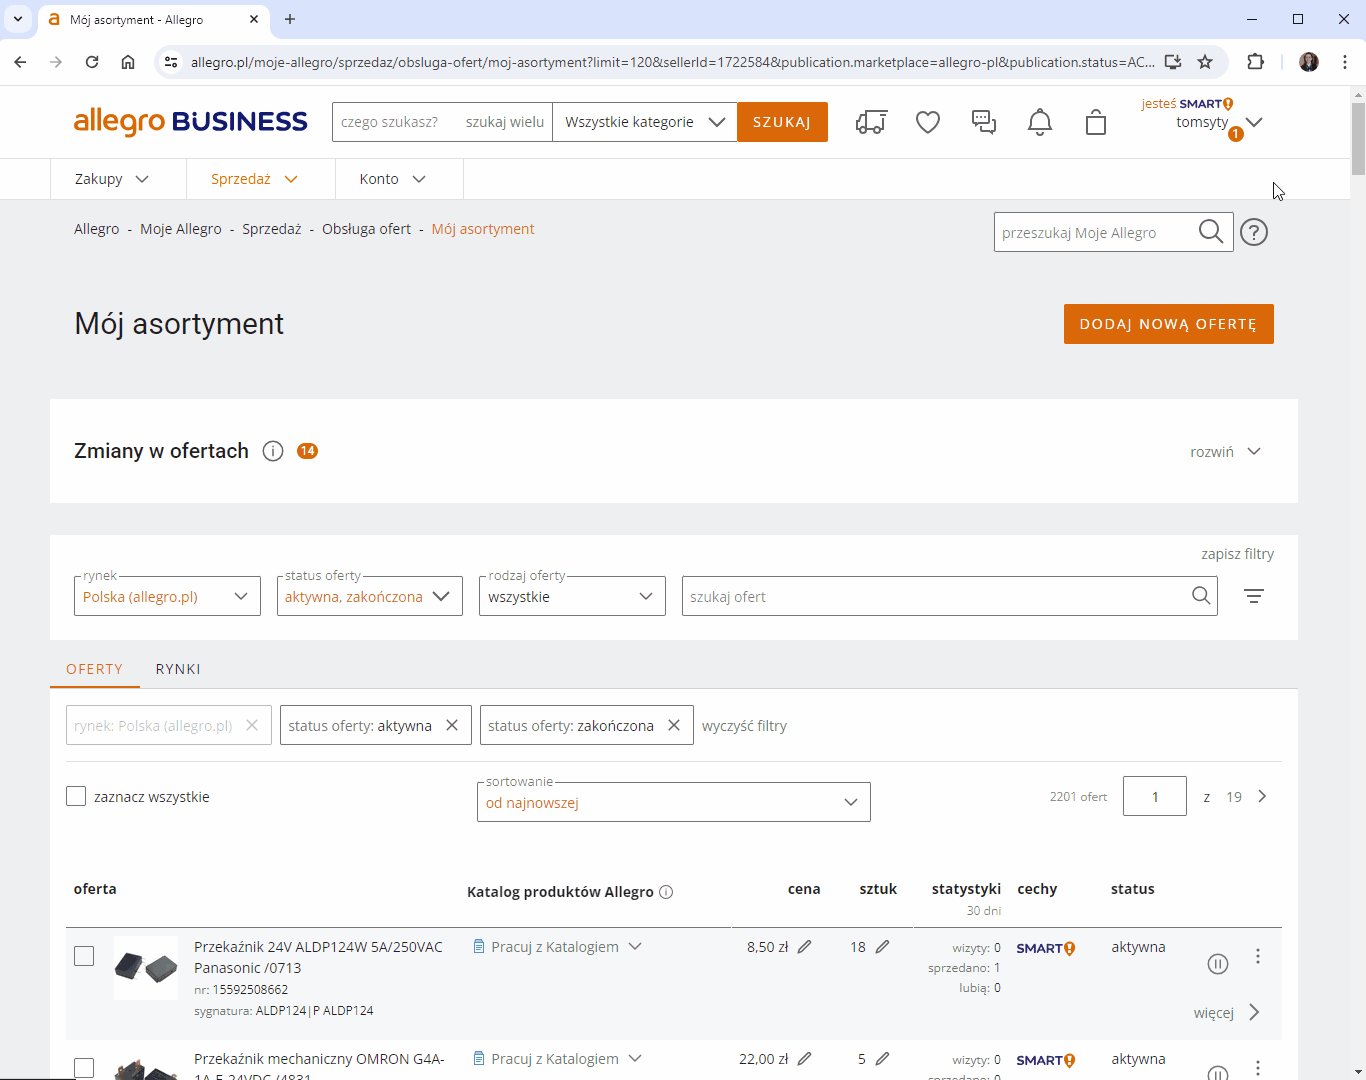 Mój asortyment - Allegro
allegro.pl/moje-allegro/sprzedaz/obsluga-ofert/moj-asortyment?limit=120&sellerId=1722584&publication.marketplace=allegro-pl&publication.status=AC...
allegro BUSINESS
czego szukasz? szukaj wielu Wszystkie kategorie SZUKAJ
jesteś SMART!
tomsyty 1
Zakupy Sprzedaż Konto
Allegro - Moje Allegro - Sprzedaż - Obsługa ofert - Mój asortyment
przeszukaj Moje Allegro ?
Mój asortyment DODAJ NOWĄ OFERTĘ
Zmiany w ofertach 14 rozwiń
zapisz filtry
rynek status oferty rodzaj oferty
Polska (allegro.pl) aktywna, zakończona wszystkie szukaj ofert
OFERTY RYNKI
rynek: Polska (allegro.pl) status oferty: aktywna status oferty: zakończona wyczyść filtry
zaznacz wszystkie
sortowanie
od najnowszej
2201 ofert 1 z 19
oferta Katalog produktów Allegro cena sztuk statystyki cechy status
30 dni
Przekaźnik 24V ALDP124W 5A/250VAC Pracuj z Katalogiem 8,50 zł 18 wizyty: 0 SMART! aktywna
Panasonic /0713 sprzedano: 1
nr: 15592508662 lubią: 0
sygnatura: ALDP124|P ALDP124 więcej
Przekaźnik mechaniczny OMRON G4A- Pracuj z Katalogiem 22,00 zł 5 wizyty: 0 SMART! aktywna
1A-E 24VDC /4831 sprzedano: 0